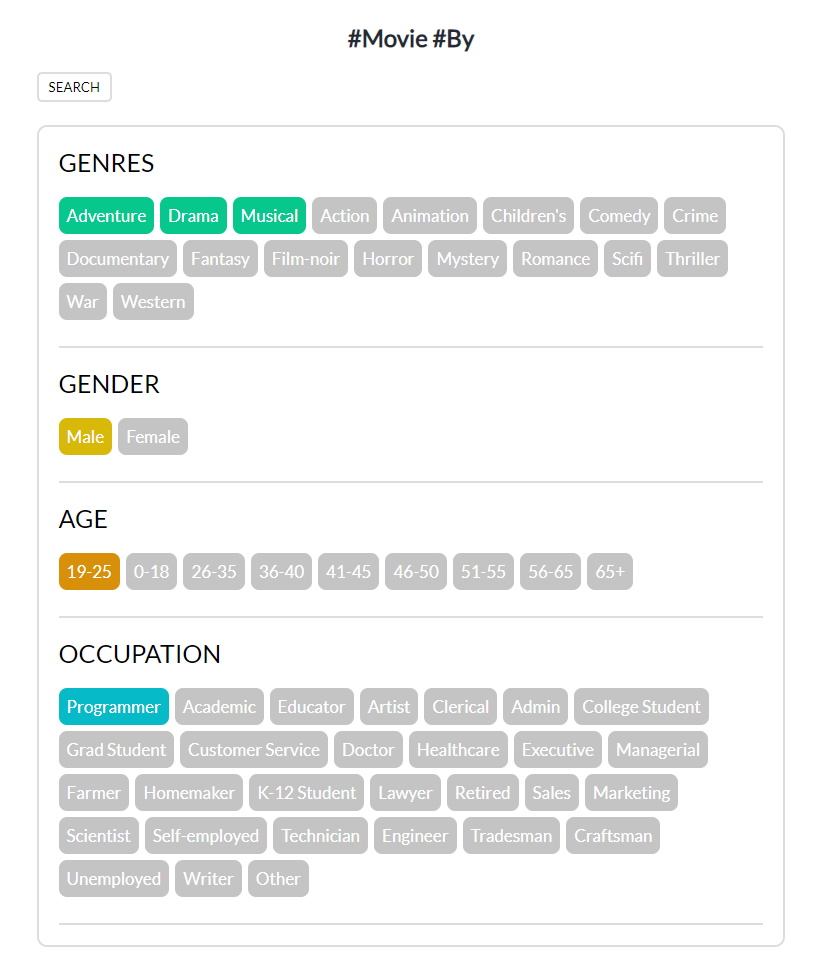 #Movie #By
SEARCH
GENRES
Adventure Drama Musical Action Animation Children's Comedy Crime
Documentary Fantasy Film-noir Horror Mystery Romance Scifi Thriller
War Western
GENDER
Male Female
AGE
19-25 0-18 26-35 36-40 41-45 46-50 51-55 56-65 65+
OCCUPATION
Programmer Academic Educator Artist Clerical Admin College Student
Grad Student Customer Service Doctor Healthcare Executive Managerial
Farmer Homemaker K-12 Student Lawyer Retired Sales Marketing
Scientist Self-employed Technician Engineer Tradesman Craftsman
Unemployed Writer Other